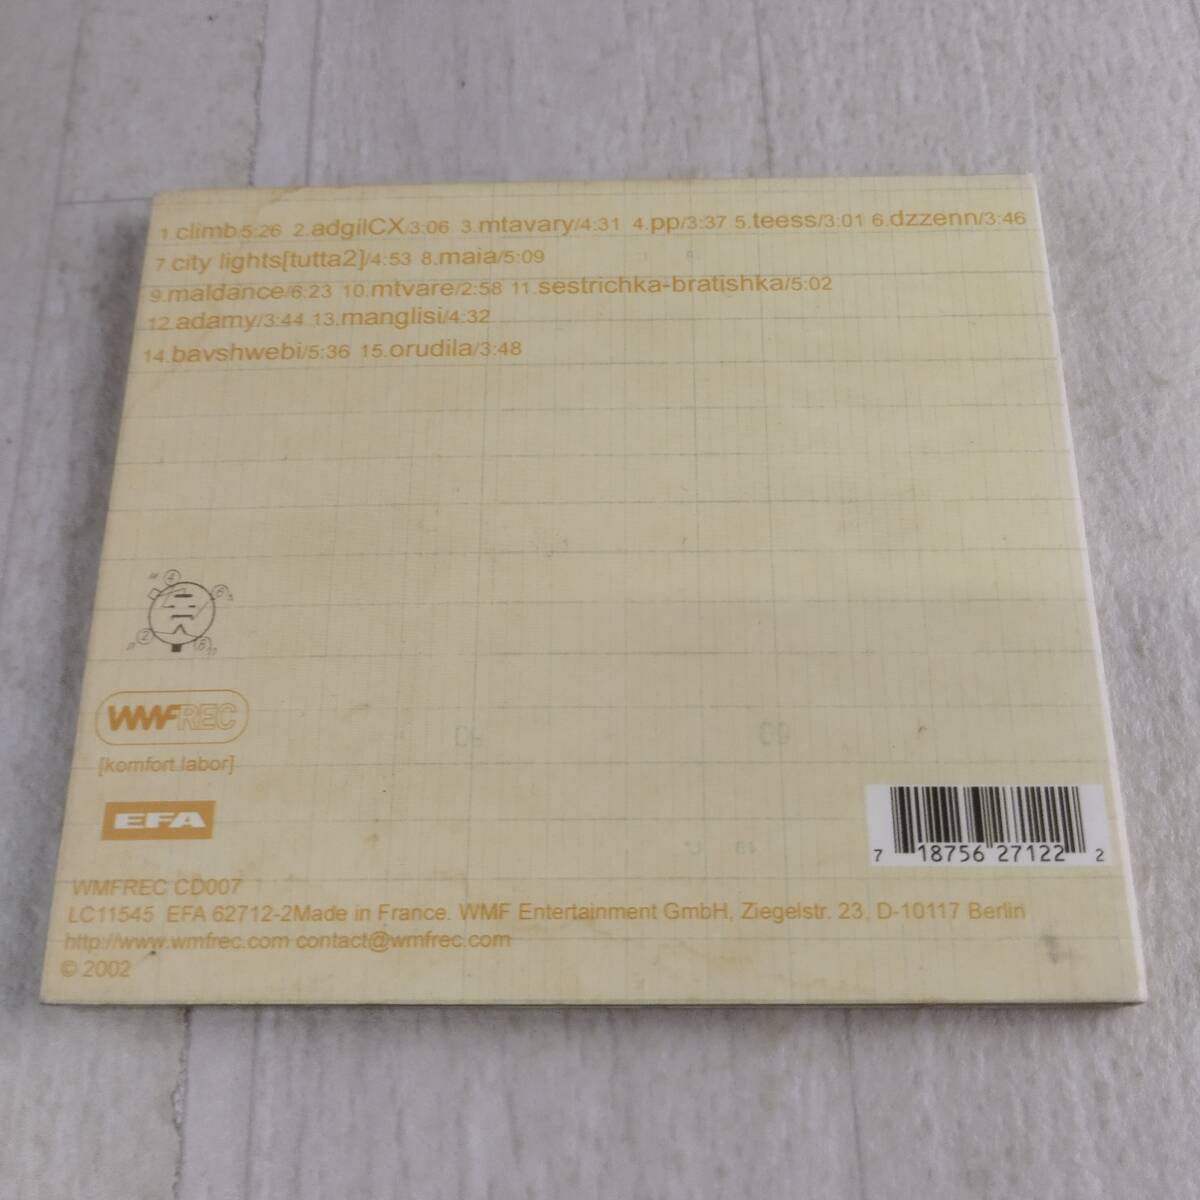 1 climb 5:26 2.adgilCX/3:06 3.mtavary/4:31 4.pp/3:37 5.teess/3:01 6.dzzenn/3:46
7.city lights[tutta2]/4:53 8.maia/5:09
9.maldance/6:23 10.mtvare/2:58 11.sestrichka-bratishka/5:02
12.adamy/3:44 13.manglisi/4:32
14.bavshwebi/5:36 15.orudila/3:48
4
2
WMFREC
[komfort.labor]
EFA
7 18756 27122 2
WMFREC CD007
LC11545 EFA 62712-2Made in France. WMF Entertainment GmbH, Ziegelstr. 23, D-10117 Berlin
http://www.wmfrec.com contact@wmfrec.com
© 2002